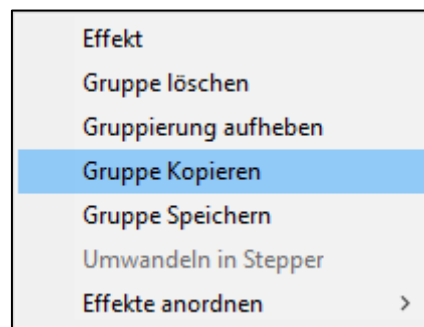 Effekt
Gruppe löschen
Gruppierung aufheben
Gruppe Kopieren
Gruppe Speichern
Umwandeln in Stepper
Effekte anordnen